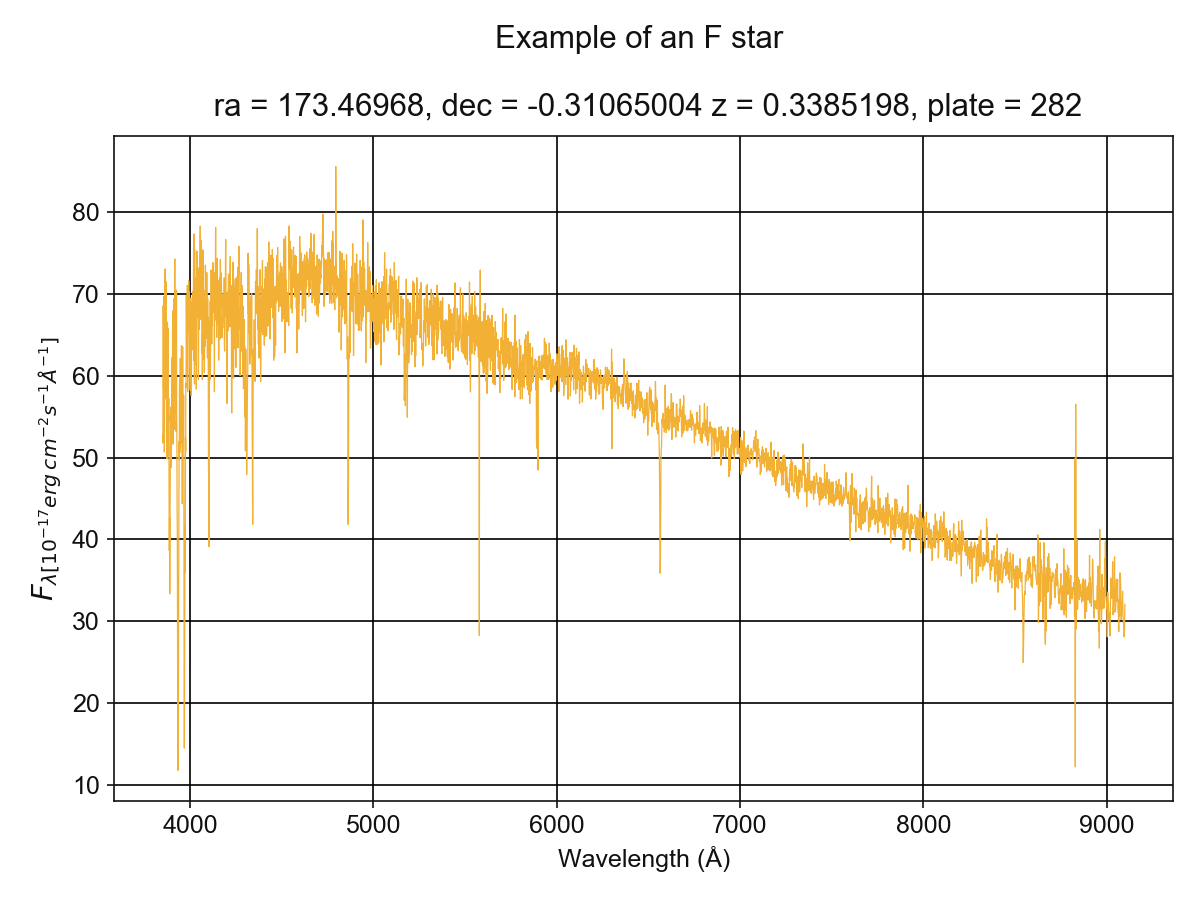 Example of an F star
ra = 173.46968, dec = -0.31065004 z = 0.3385198, plate = 282
F_λ[10^−17 erg cm^−2 s^−1 Å^−1]
80
70
60
50
40
30
20
10
4000 5000 6000 7000 8000 9000
Wavelength (Å)